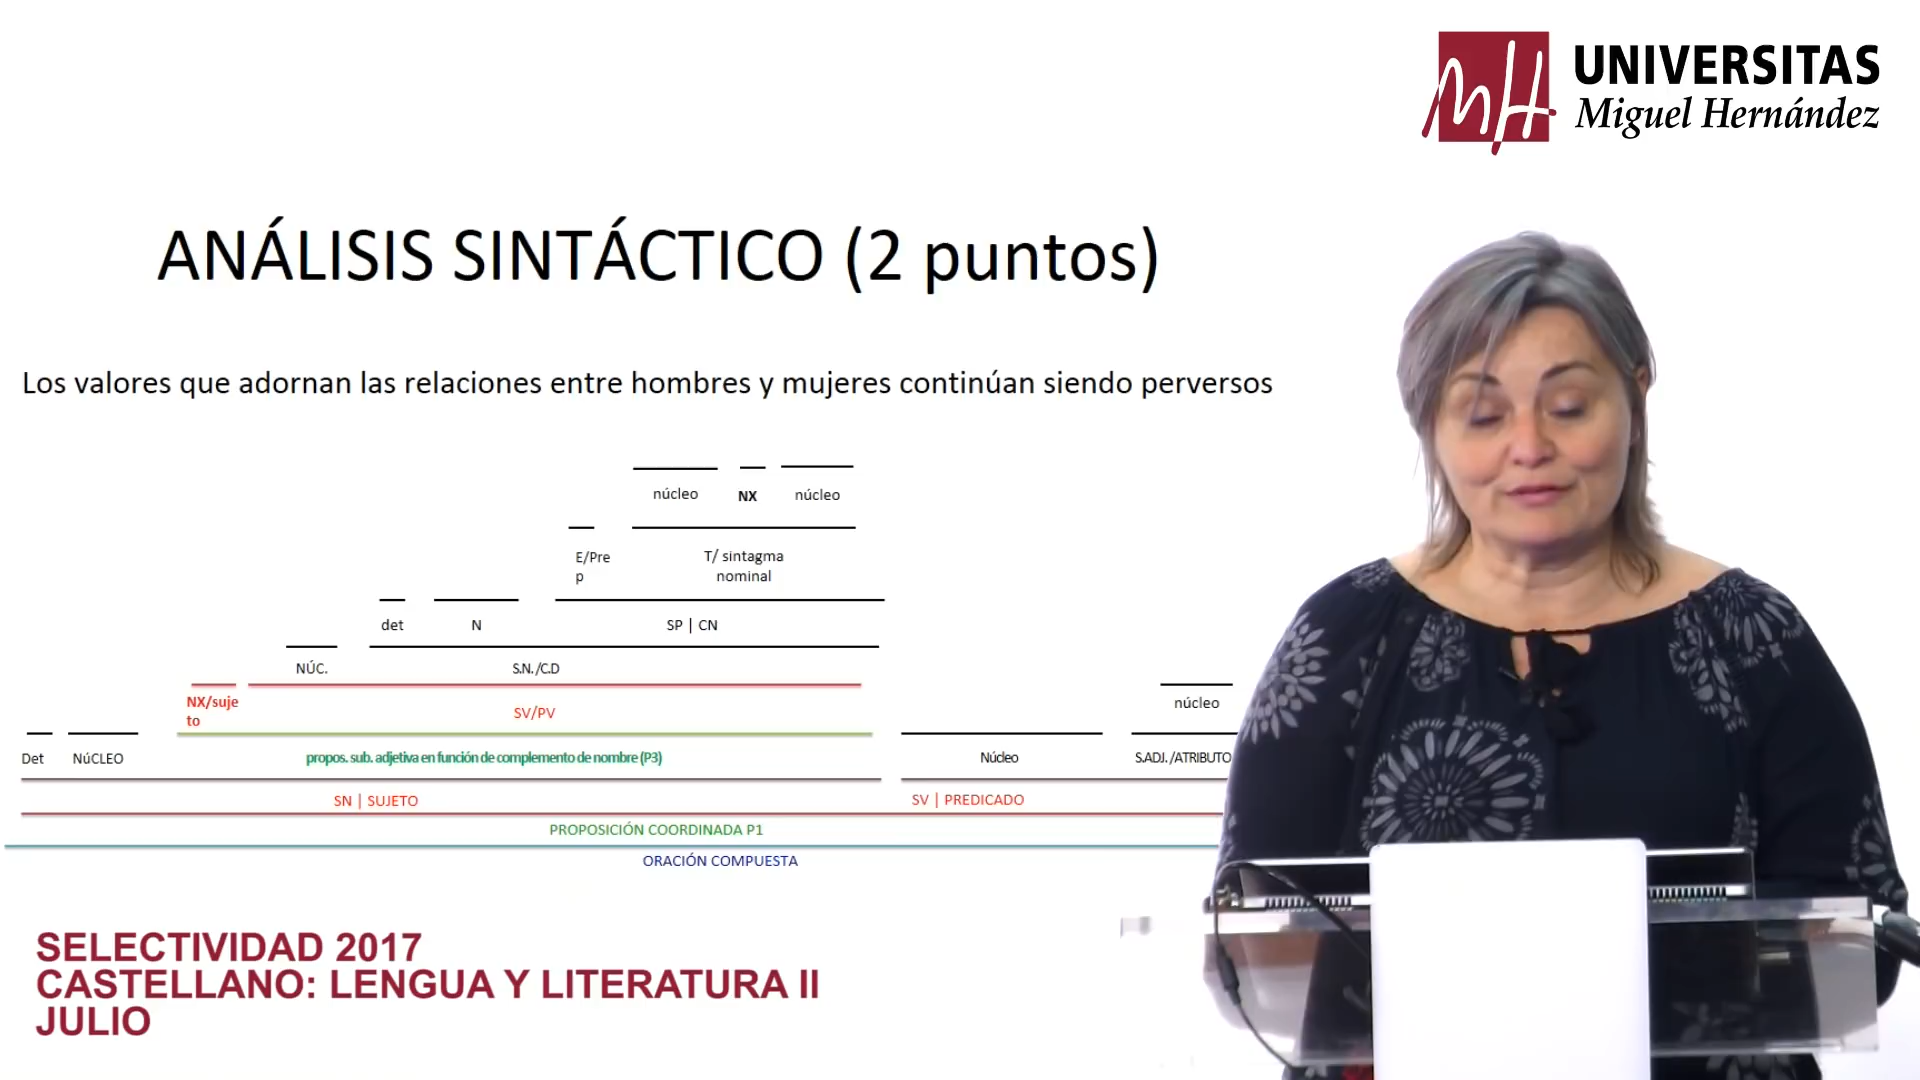 UNIVERSITAS
Miguel Hernández
ANÁLISIS SINTÁCTICO (2 puntos)
Los valores que adornan las relaciones entre hombres y mujeres continúan siendo perversos
núcleo NX núcleo
E/Pre
p
T/ sintagma
nominal
det N SP | CN
NÚC. S.N./C.D
NX/suje
to
SV/PV
núcleo
Det NúCLEO propos. sub. adjetiva en función de complemento de nombre (P3) Núcleo S.ADJ./ATRIBUTO
SN | SUJETO SV | PREDICADO
PROPOSICIÓN COORDINADA P1
ORACIÓN COMPUESTA
SELECTIVIDAD 2017
CASTELLANO: LENGUA Y LITERATURA II
JULIO